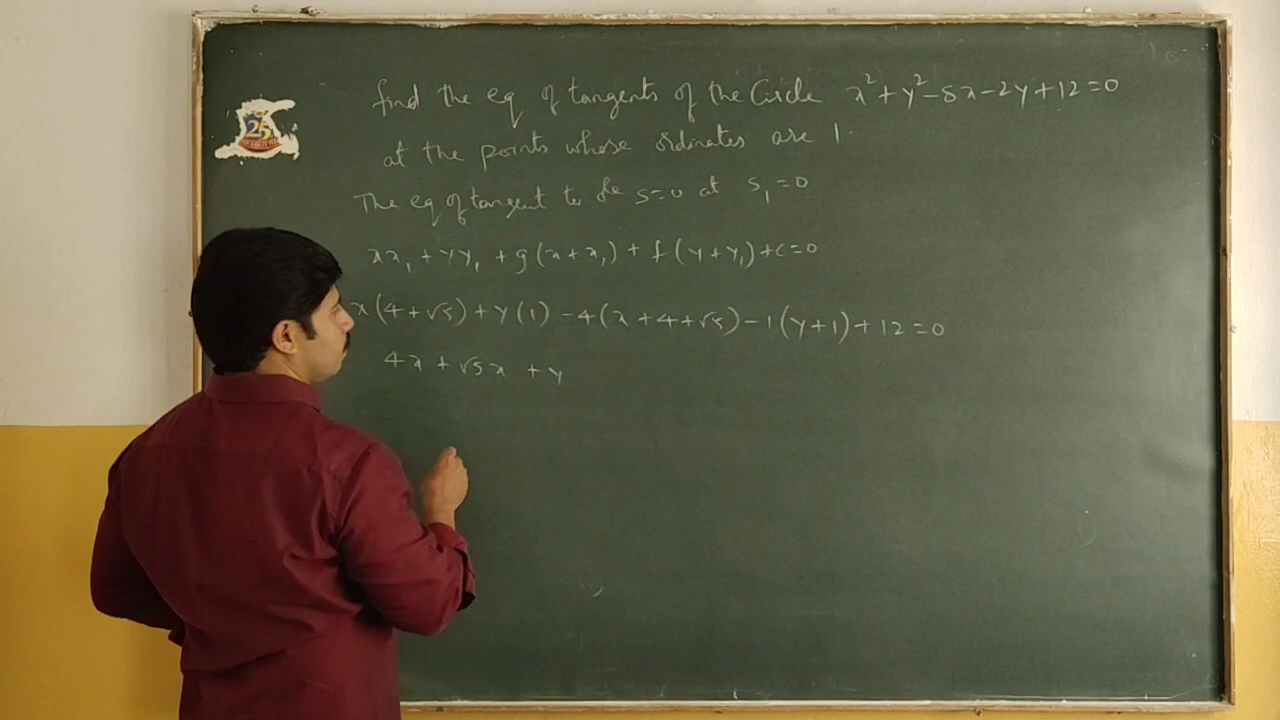 find the eq of tangents of the Circle x²+y²-8x-2y+12=0
at the points whose ordinates are 1.
The eq of tangent to the S=0 at S₁=0
xx₁+yy₁+g(x+x₁)+f(y+y₁)+c=0
x(4+√5)+y(1)-4(x+4+√5)-1(y+1)+12=0
4x+√5x+y
25